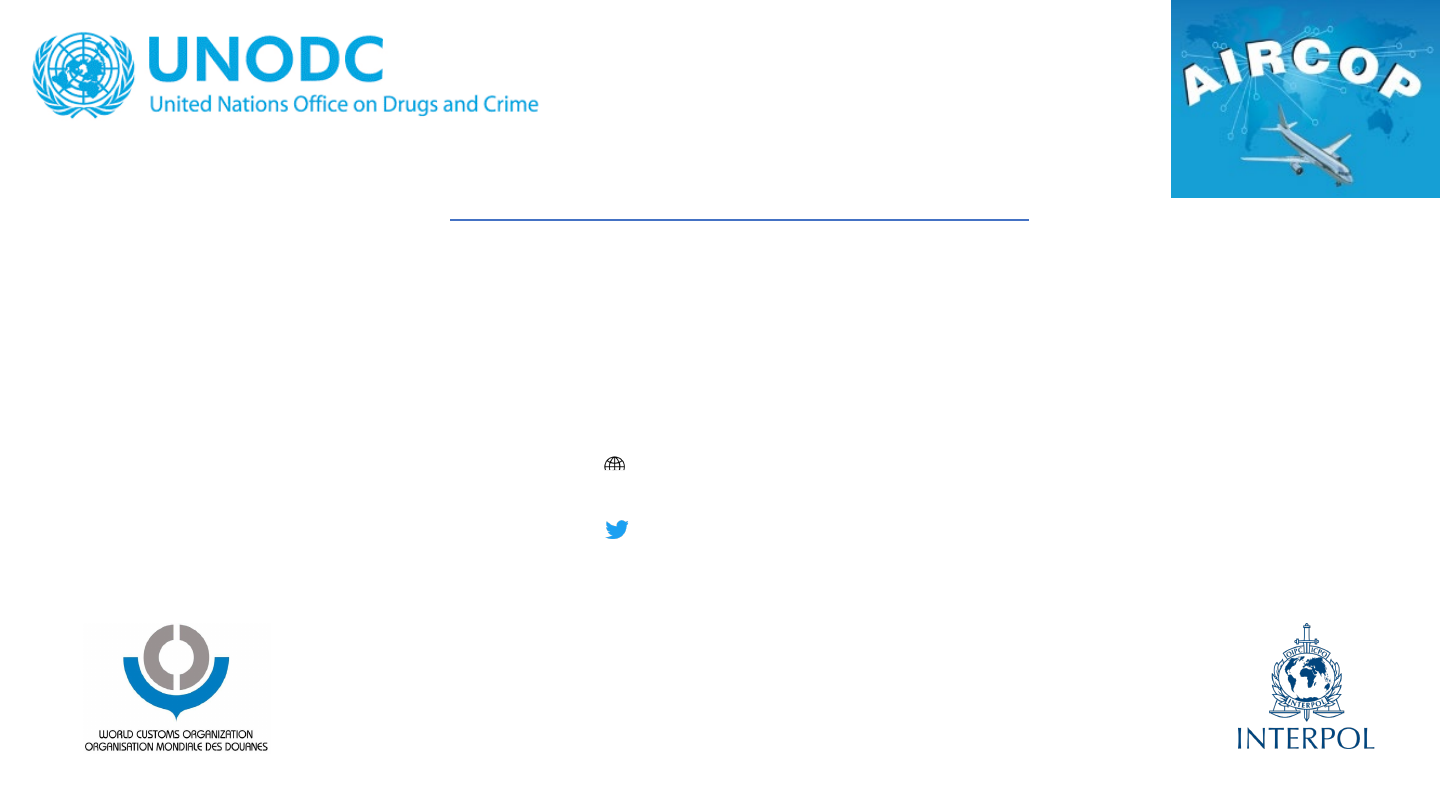 UNODC
United Nations Office on Drugs and Crime
AIRCOP
WORLD CUSTOMS ORGANIZATION
ORGANISATION MONDIALE DES DOUANES
OIPC ICPO
INTERPOL
INTERPOL